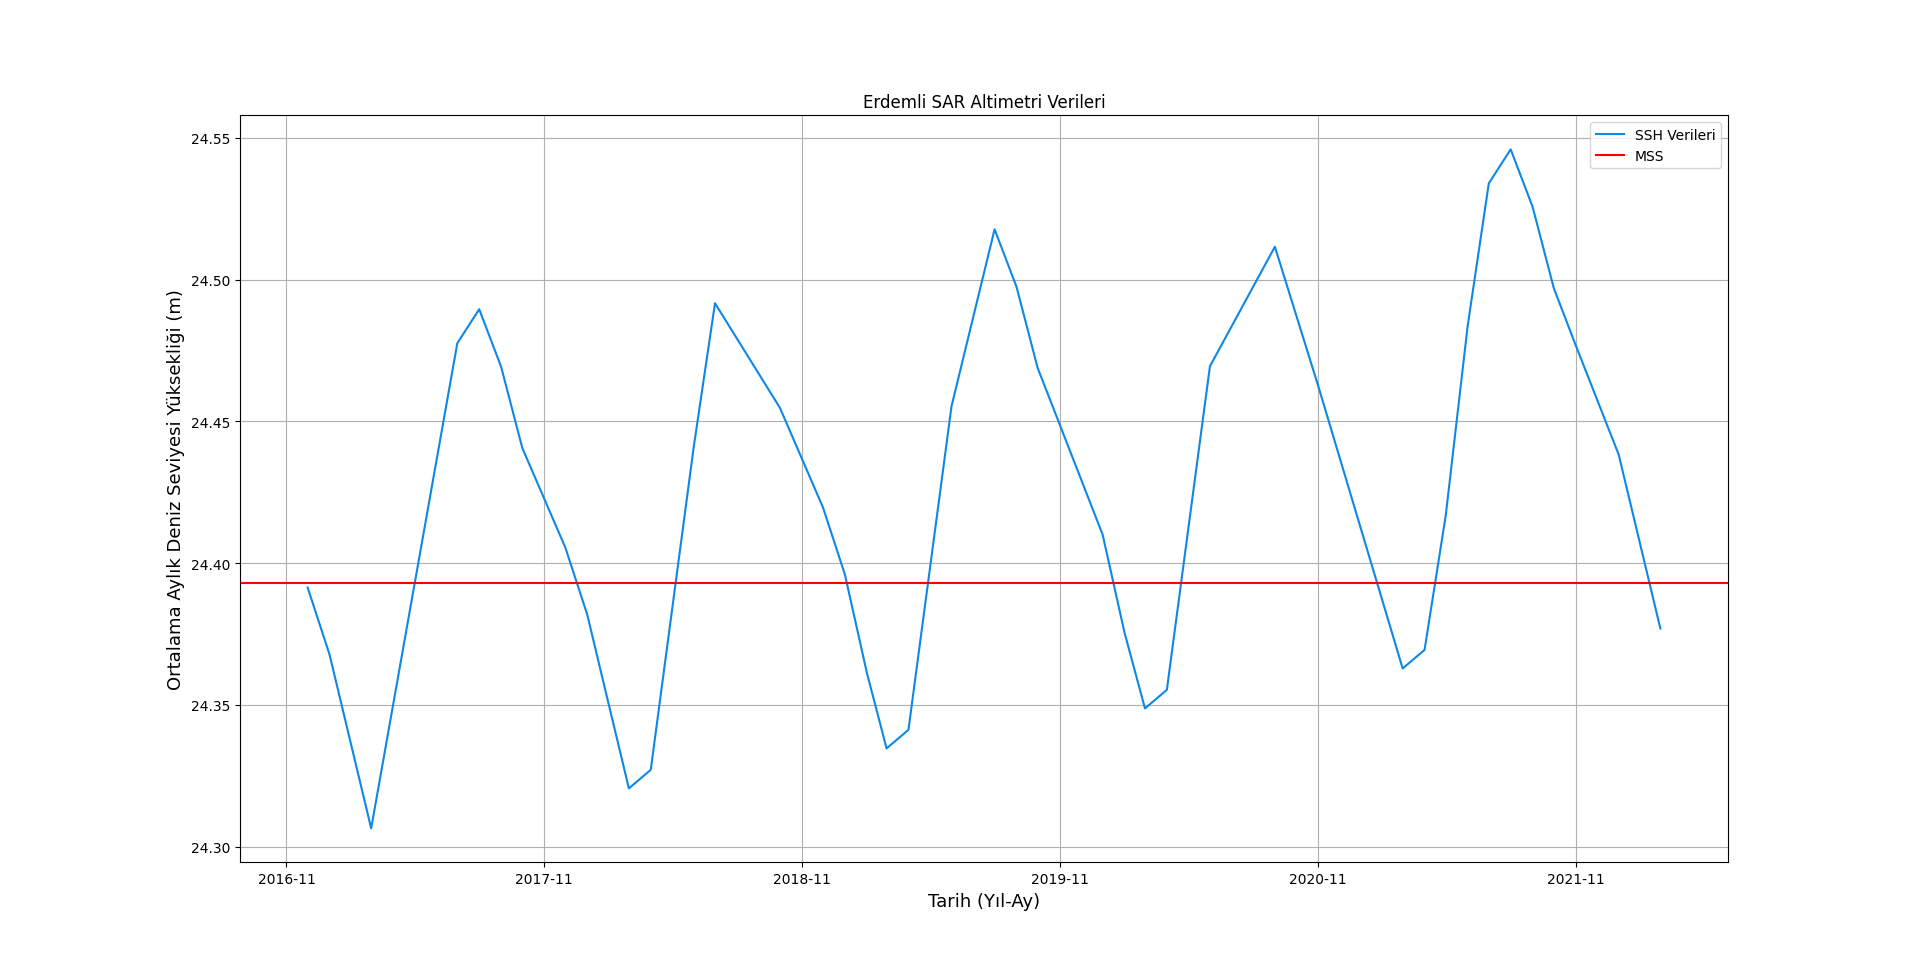 Erdemli SAR Altimetri Verileri
SSH Verileri
MSS
Ortalama Aylık Deniz Seviyesi Yüksekliği (m)
24.55
24.50
24.45
24.40
24.35
24.30
2016-11
2017-11
2018-11
2019-11
2020-11
2021-11
Tarih (Yıl-Ay)